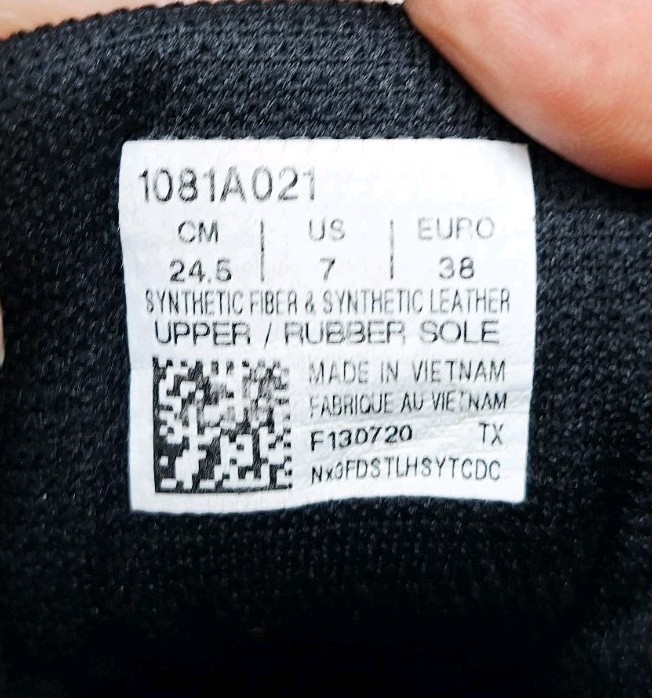 1081A021
CM | US | EURO
24.5 | 7 | 38
SYNTHETIC FIBER & SYNTHETIC LEATHER
UPPER / RUBBER SOLE
MADE IN VIETNAM
FABRIQUE AU VIETNAM
F130720 TX
Nx3FDSTLHSYTCDC